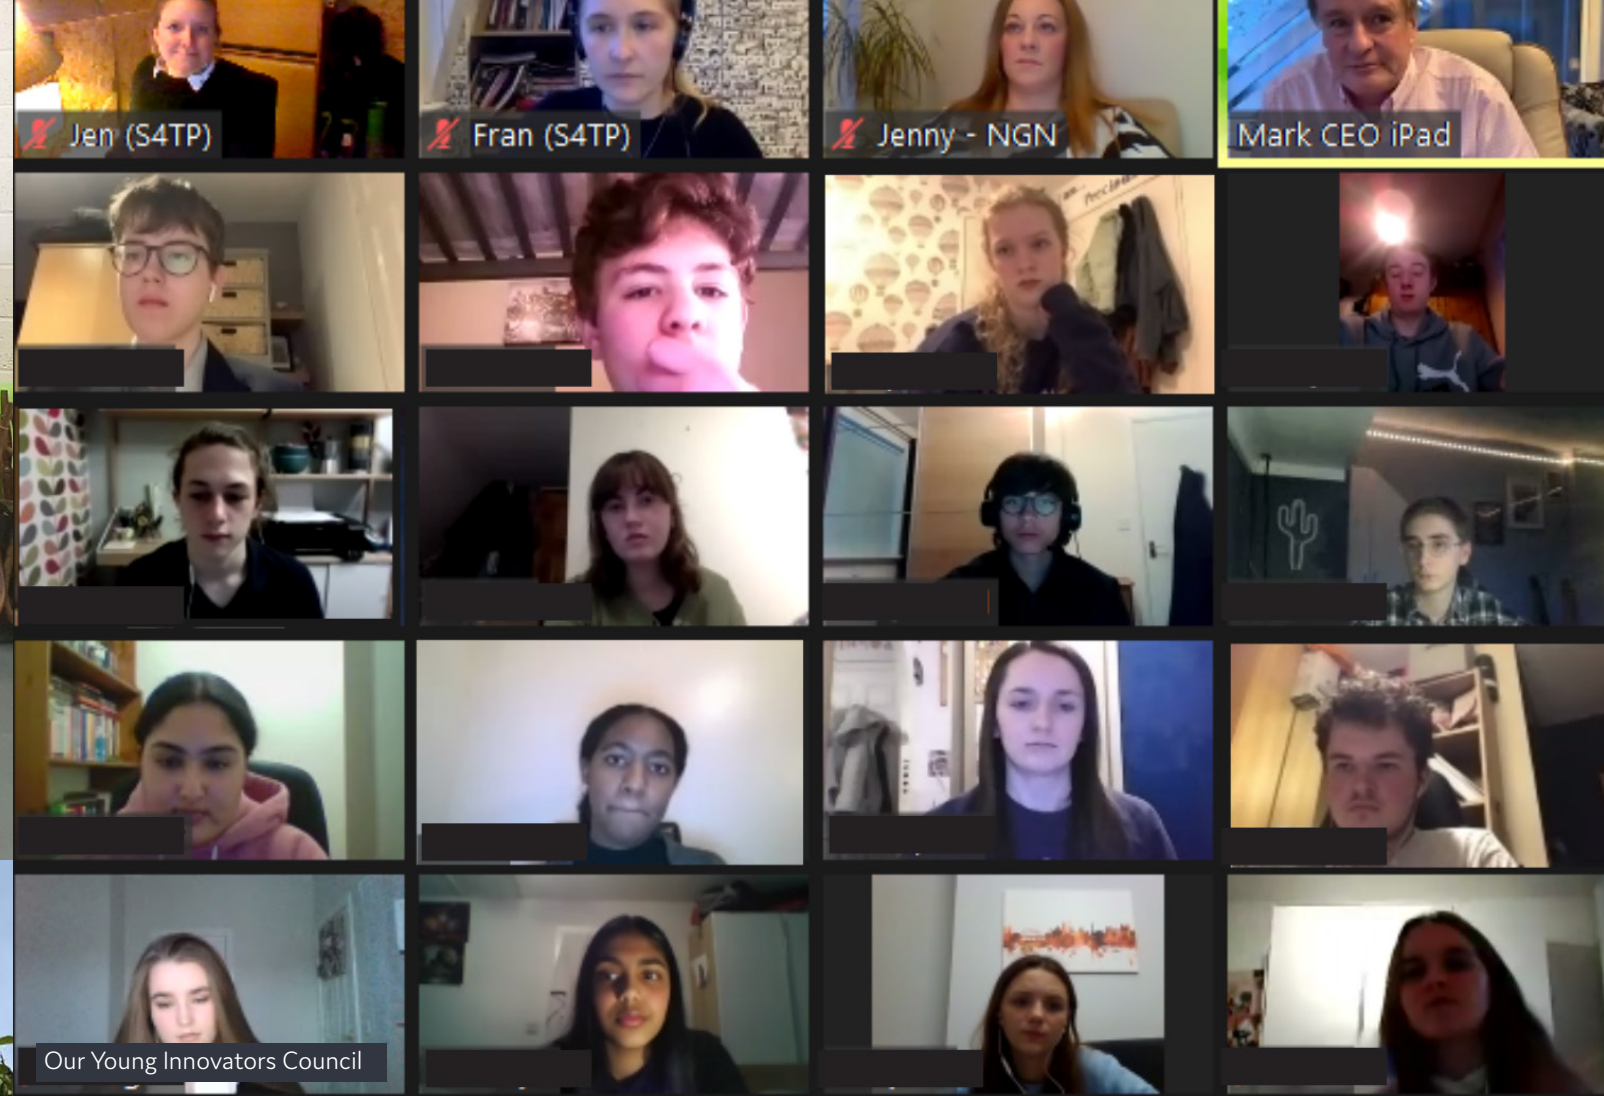 Jen (S4TP)
Fran (S4TP)
Jenny - NGN
Mark CEO iPad
Our Young Innovators Council